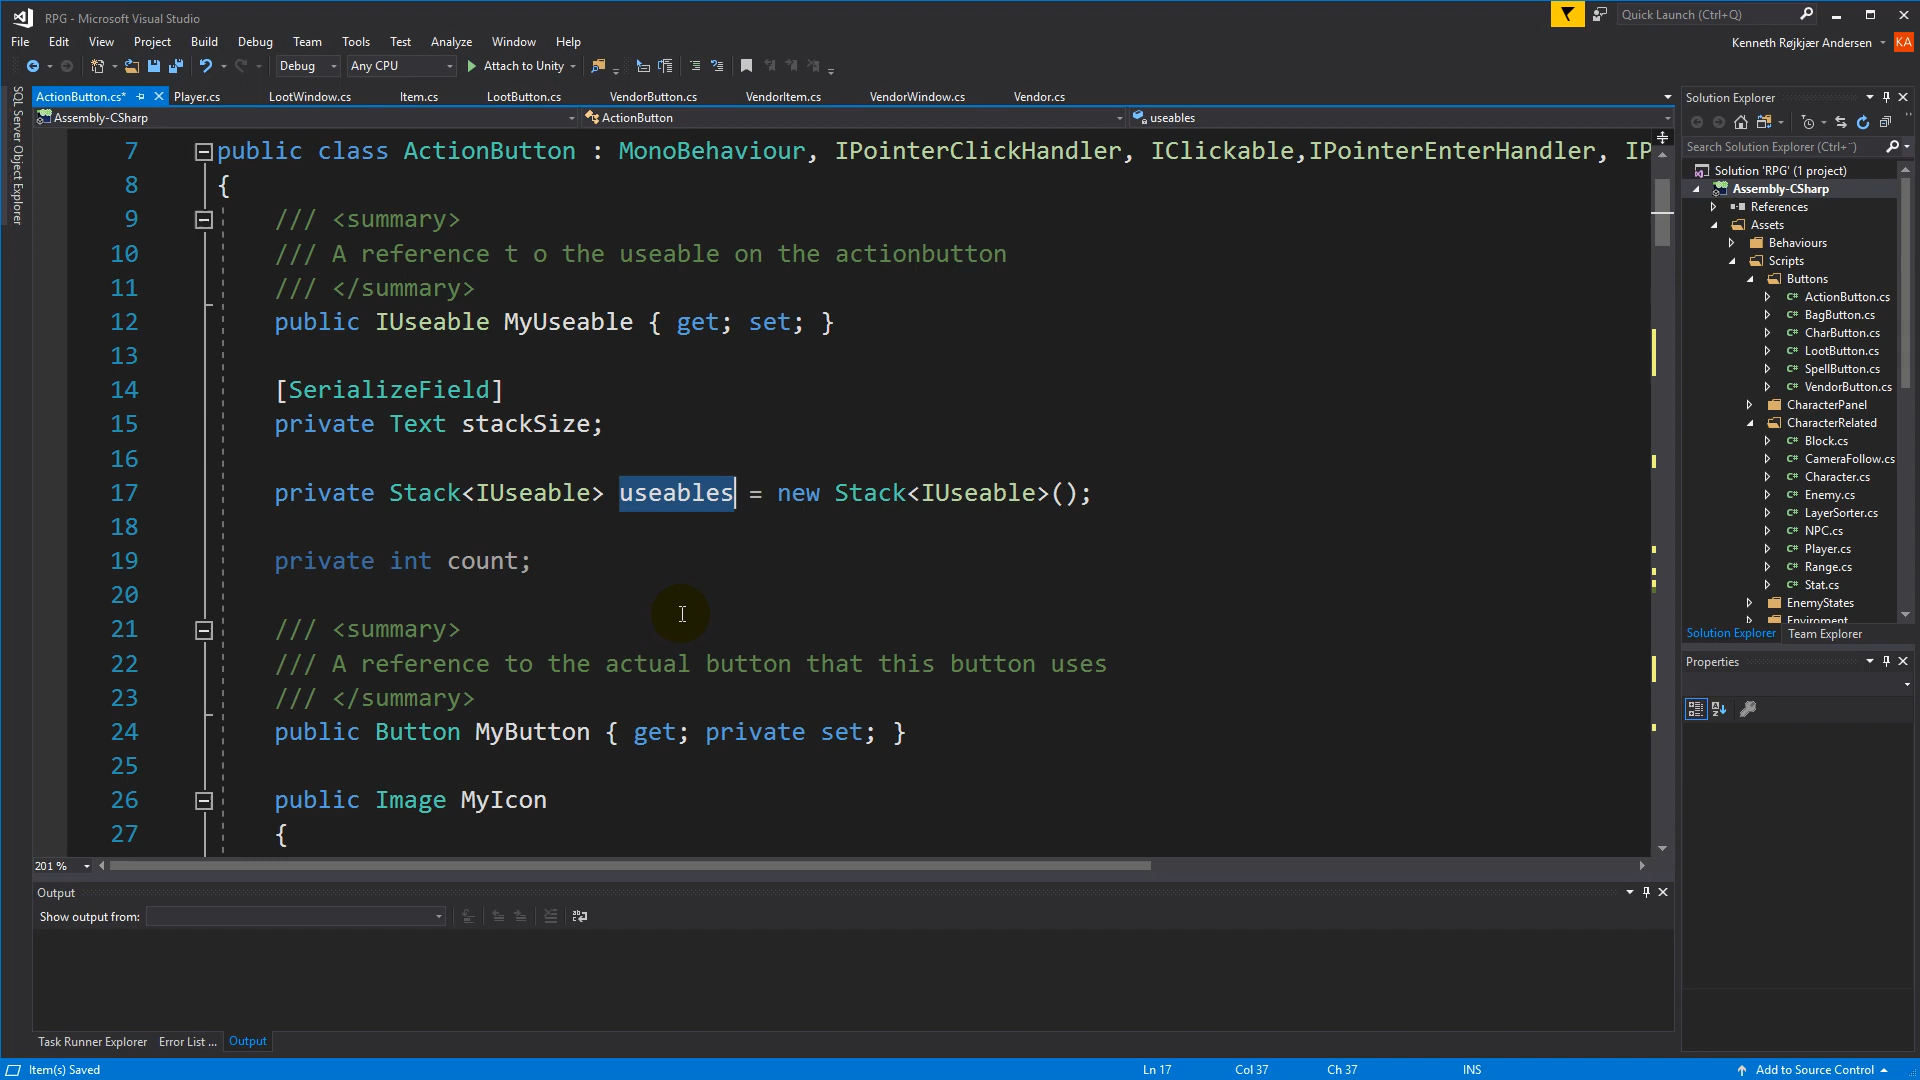 RPG - Microsoft Visual Studio
Quick Launch (Ctrl+Q)
File Edit View Project Build Debug Team Tools Test Analyze Window Help
Kenneth Røjkjær Andersen
KA
Debug Any CPU Attach to Unity
SQL Server Object Explorer
ActionButton.cs* Player.cs LootWindow.cs Item.cs LootButton.cs VendorButton.cs VendorItem.cs VendorWindow.cs Vendor.cs
Assembly-CSharp ActionButton useables
7 public class ActionButton : MonoBehaviour, IPointerClickHandler, IClickable,IPointerEnterHandler, IP
8 {
9 /// <summary>
10 /// A reference t o the useable on the actionbutton
11 /// </summary>
12 public IUseable MyUseable { get; set; }
13
14 [SerializeField]
15 private Text stackSize;
16
17 private Stack<IUseable> useables = new Stack<IUseable>();
18
19 private int count;
20
21 /// <summary>
22 /// A reference to the actual button that this button uses
23 /// </summary>
24 public Button MyButton { get; private set; }
25
26 public Image MyIcon
27 {
201 %
Output
Show output from:
Task Runner Explorer Error List ... Output
Solution Explorer
Search Solution Explorer (Ctrl+¨)
Solution 'RPG' (1 project)
Assembly-CSharp
References
Assets
Behaviours
Scripts
Buttons
C# ActionButton.cs
C# BagButton.cs
C# CharButton.cs
C# LootButton.cs
C# SpellButton.cs
C# VendorButton.cs
CharacterPanel
CharacterRelated
C# Block.cs
C# CameraFollow.cs
C# Character.cs
C# Enemy.cs
C# LayerSorter.cs
C# NPC.cs
C# Player.cs
C# Range.cs
C# Stat.cs
EnemyStates
Enviroment
Solution Explorer Team Explorer
Properties
Item(s) Saved Ln 17 Col 37 Ch 37 INS Add to Source Control